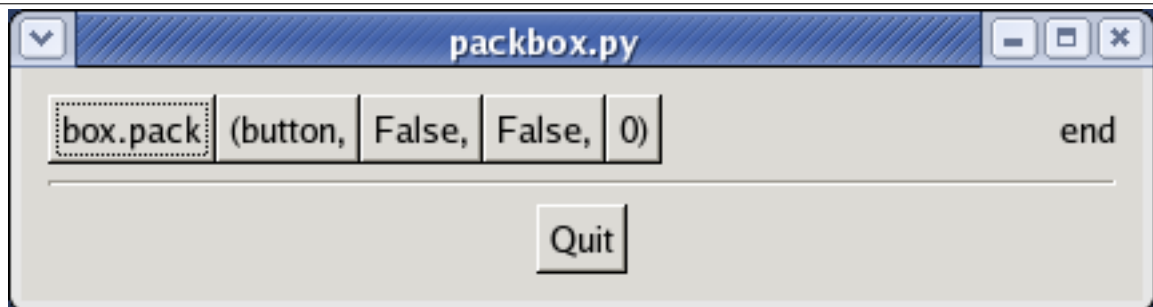 packbox.py
box.pack (button, False, False, 0) end
Quit